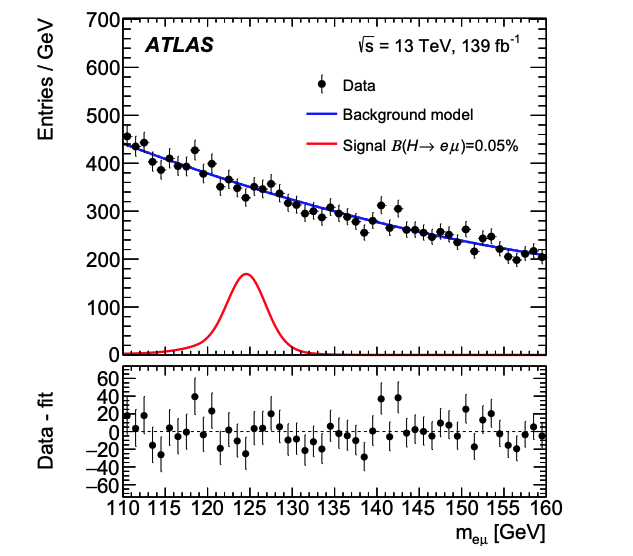 700
600
500
400
300
200
100
0
Entries / GeV
ATLAS
√s = 13 TeV, 139 fb⁻¹
Data
Background model
Signal B(H→ eμ)=0.05%
60
40
20
0
−20
−40
−60
Data - fit
110 115 120 125 130 135 140 145 150 155 160
m_eμ [GeV]